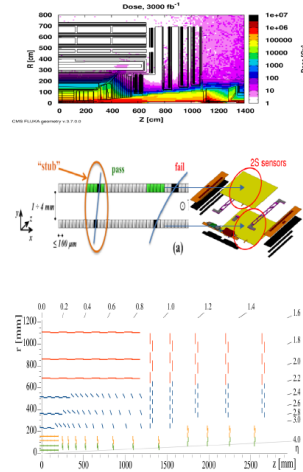 Dose, 3000 fb⁻¹
800
700
600
500
400
300
200
100
0
R [cm]
0 200 400 600 800 1000 1200 1400
Z [cm]
1e+07
1e+06
100000
10000
1000
100
10
1
CMS FLUKA geometry v.3.7.0.0
"stub"
pass
fail
2S sensors
1 ÷ 4 mm
y
z
x
≤ 100 μm
(a)
0.0 0.2 0.4 0.6 0.8 1.0 1.2 1.4
1.6
1.8
2.0
2.2
2.4
2.6
3.0
4.0
η
r [mm]
1200
1000
800
600
400
200
0
0 500 1000 1500 2000 2500
z [mm]